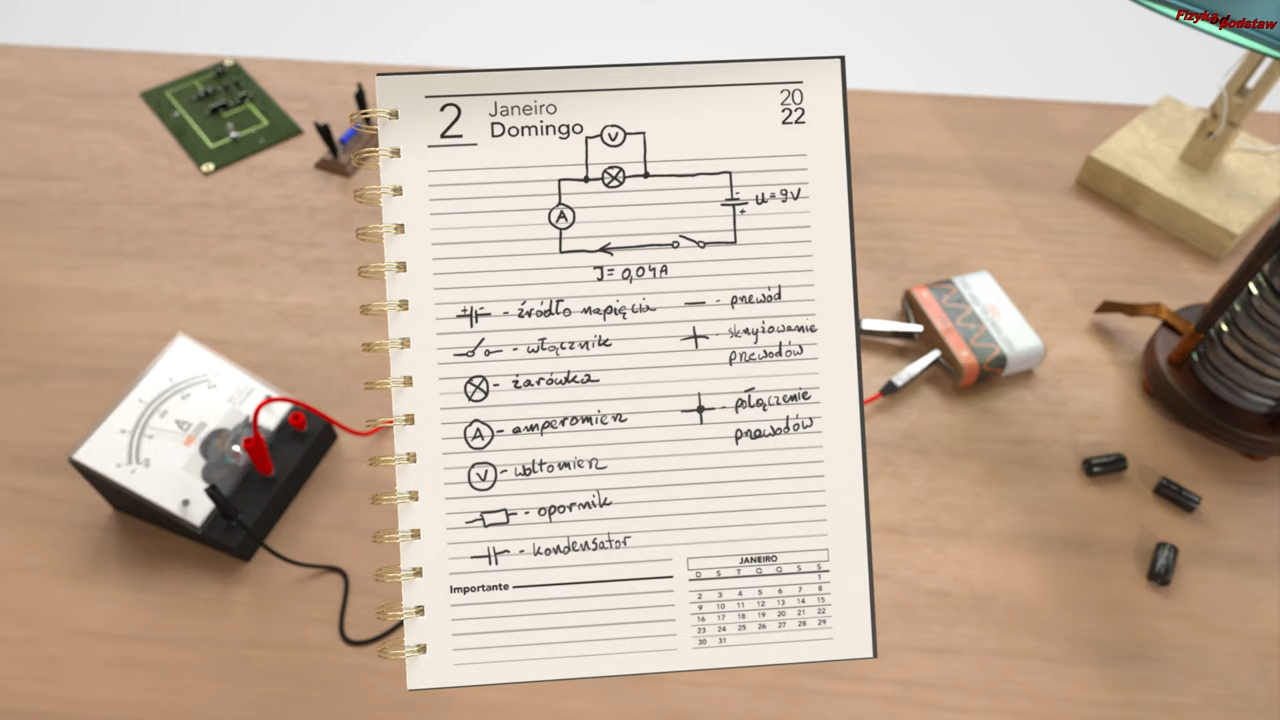 Fizyka od podstaw
2 Janeiro 20
Domingo 22
V
A
- u=9V
+
J=0,04A
+ - - źródło napięcia
- przewód
- włącznik
- skrzyżowanie
przewodów
- żarówka
- połączenie
przewodów
A - amperomierz
V - woltomierz
- opornik
- kondensator
Importante
JANEIRO
D S T Q Q S S
1
2 3 4 5 6 7 8
9 10 11 12 13 14 15
16 17 18 19 20 21 22
23 24 25 26 27 28 29
30 31
A